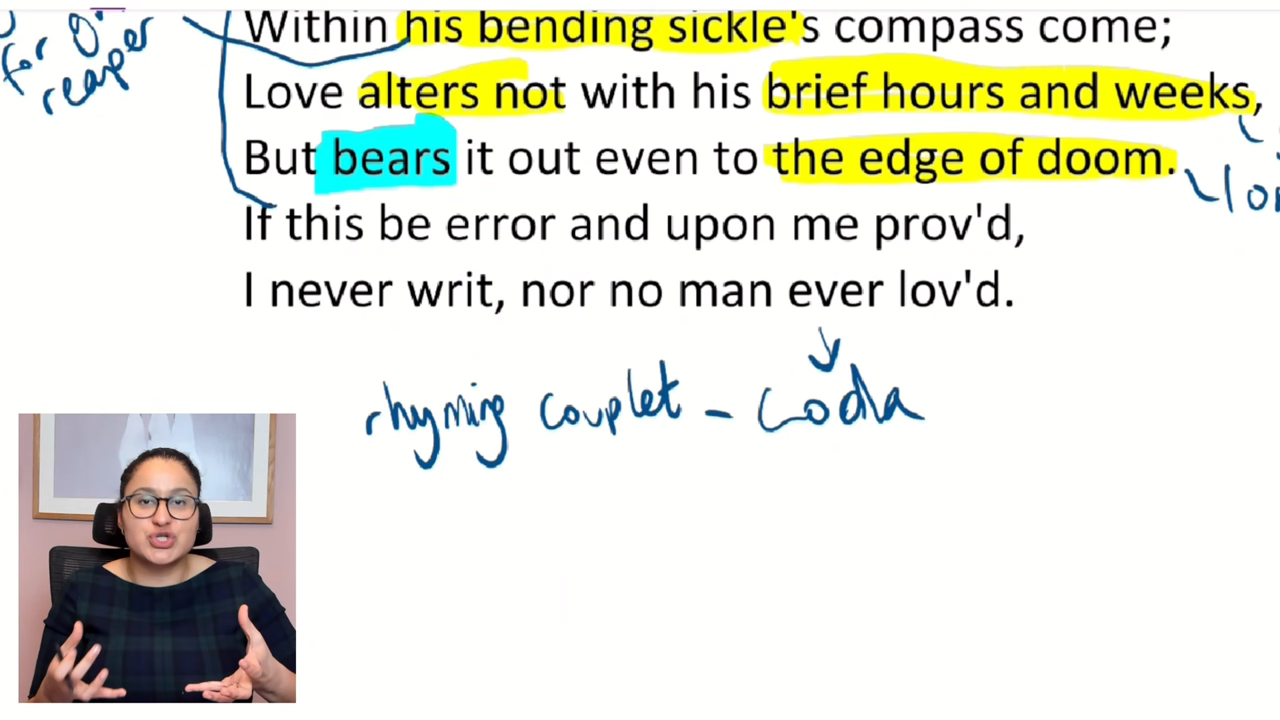 for
reaper
Within his bending sickle's compass come;
Love alters not with his brief hours and weeks,
But bears it out even to the edge of doom.
If this be error and upon me prov'd,
I never writ, nor no man ever lov'd.
rhyming couplet - coda